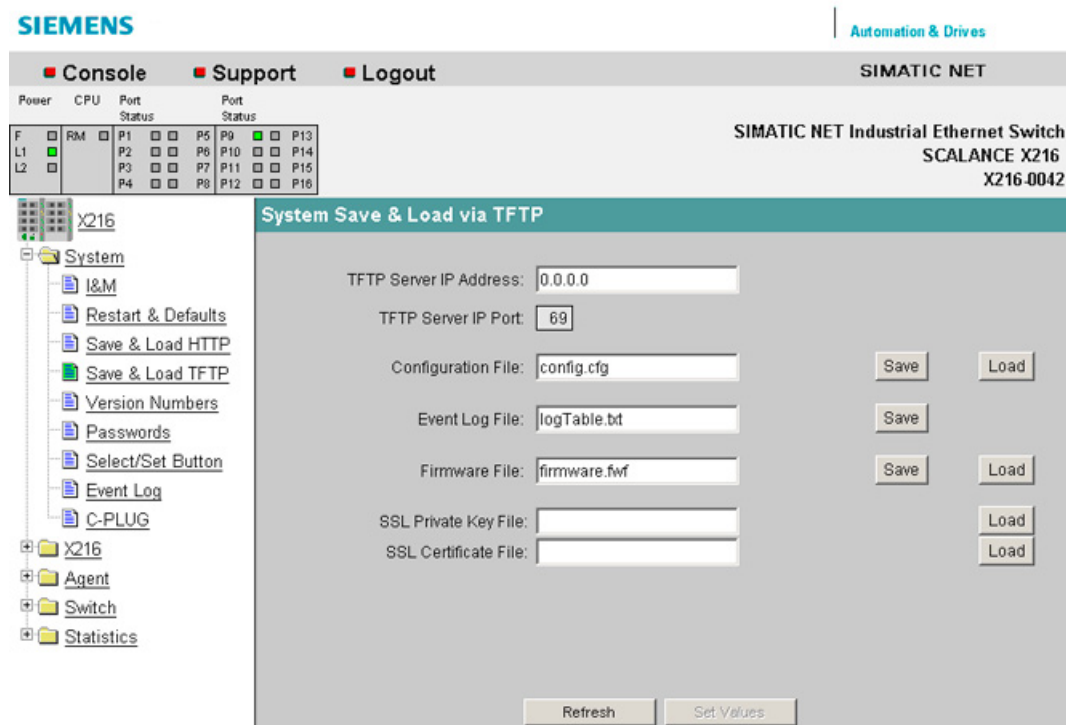 SIEMENS
Automation & Drives
Console Support Logout SIMATIC NET
Power CPU Port Status Port Status
F RM P1 P5 P9 P13
L1 P2 P6 P10 P14
L2 P3 P7 P11 P15
P4 P8 P12 P16
SIMATIC NET Industrial Ethernet Switch
SCALANCE X216
X216-0042
X216
System
I&M
Restart & Defaults
Save & Load HTTP
Save & Load TFTP
Version Numbers
Passwords
Select/Set Button
Event Log
C-PLUG
X216
Agent
Switch
Statistics
System Save & Load via TFTP
TFTP Server IP Address: 0.0.0.0
TFTP Server IP Port: 69
Configuration File: config.cfg Save Load
Event Log File: logTable.txt Save
Firmware File: firmware.fwf Save Load
SSL Private Key File: Load
SSL Certificate File: Load
Refresh Set Values